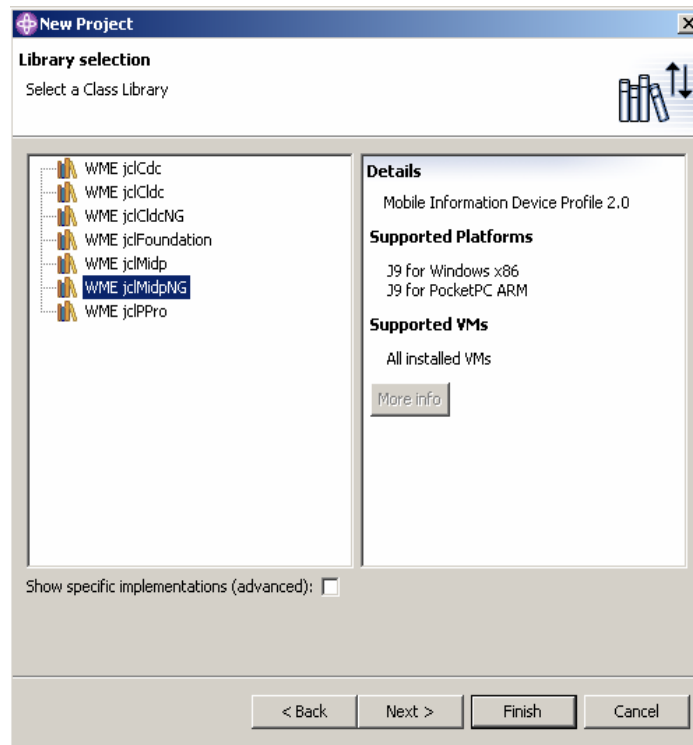 New Project
Library selection
Select a Class Library
WME jclCdc
WME jclCldc
WME jclCldcNG
WME jclFoundation
WME jclMidp
WME jclMidpNG
WME jclPPro
Details
Mobile Information Device Profile 2.0
Supported Platforms
J9 for Windows x86
J9 for PocketPC ARM
Supported VMs
All installed VMs
More info
Show specific implementations (advanced):
< Back
Next >
Finish
Cancel